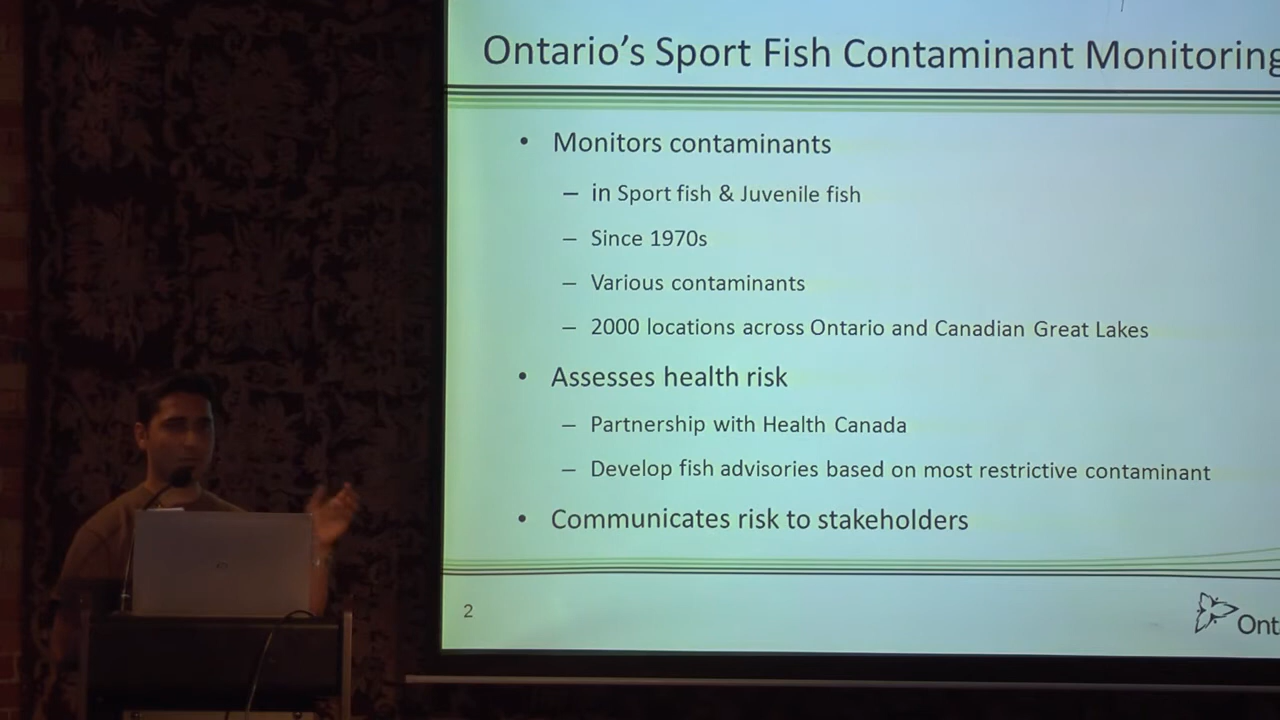 Ontario's Sport Fish Contaminant Monitoring
• Monitors contaminants
– in Sport fish & Juvenile fish
– Since 1970s
– Various contaminants
– 2000 locations across Ontario and Canadian Great Lakes
• Assesses health risk
– Partnership with Health Canada
– Develop fish advisories based on most restrictive contaminant
• Communicates risk to stakeholders
2
Ont